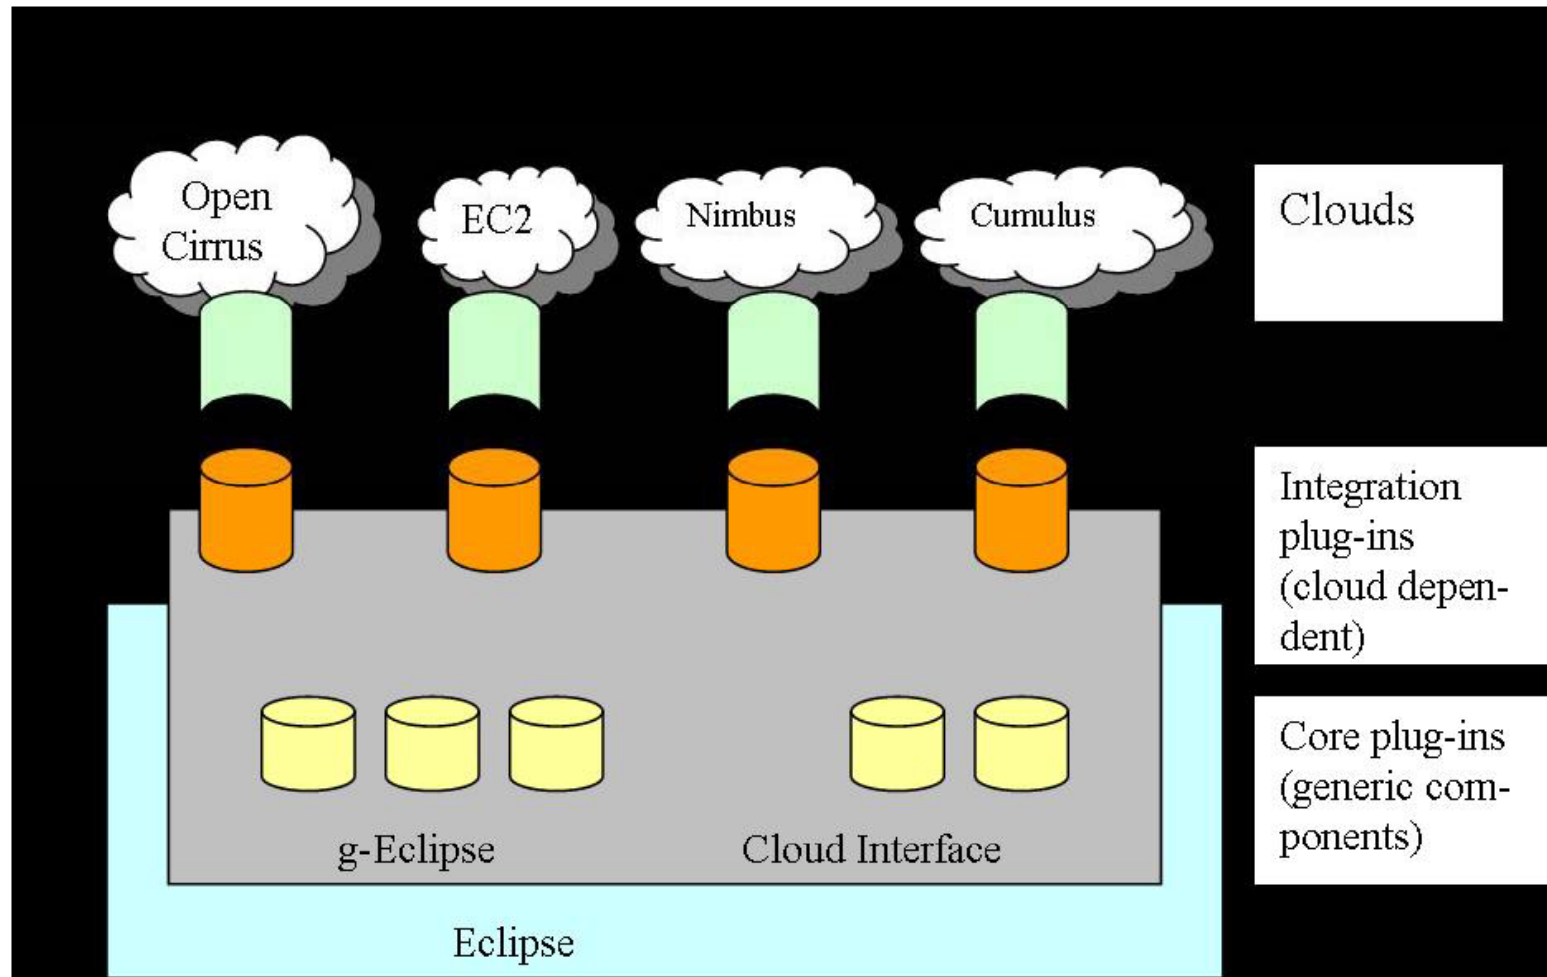 Open
Cirrus
EC2
Nimbus
Cumulus
Clouds
Integration
plug-ins
(cloud depen-
dent)
Core plug-ins
(generic com-
ponents)
g-Eclipse
Cloud Interface
Eclipse